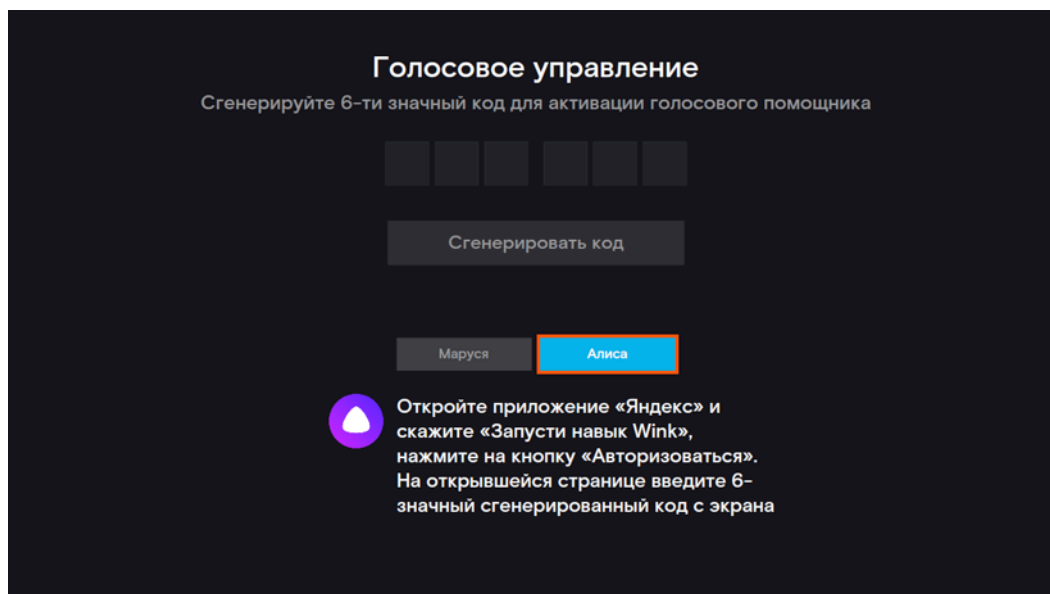 Голосовое управление
Сгенерируйте 6-ти значный код для активации голосового помощника
Сгенерировать код
Маруся
Алиса
Откройте приложение «Яндекс» и
скажите «Запусти навык Wink»,
нажмите на кнопку «Авторизоваться».
На открывшейся странице введите 6-
значный сгенерированный код с экрана